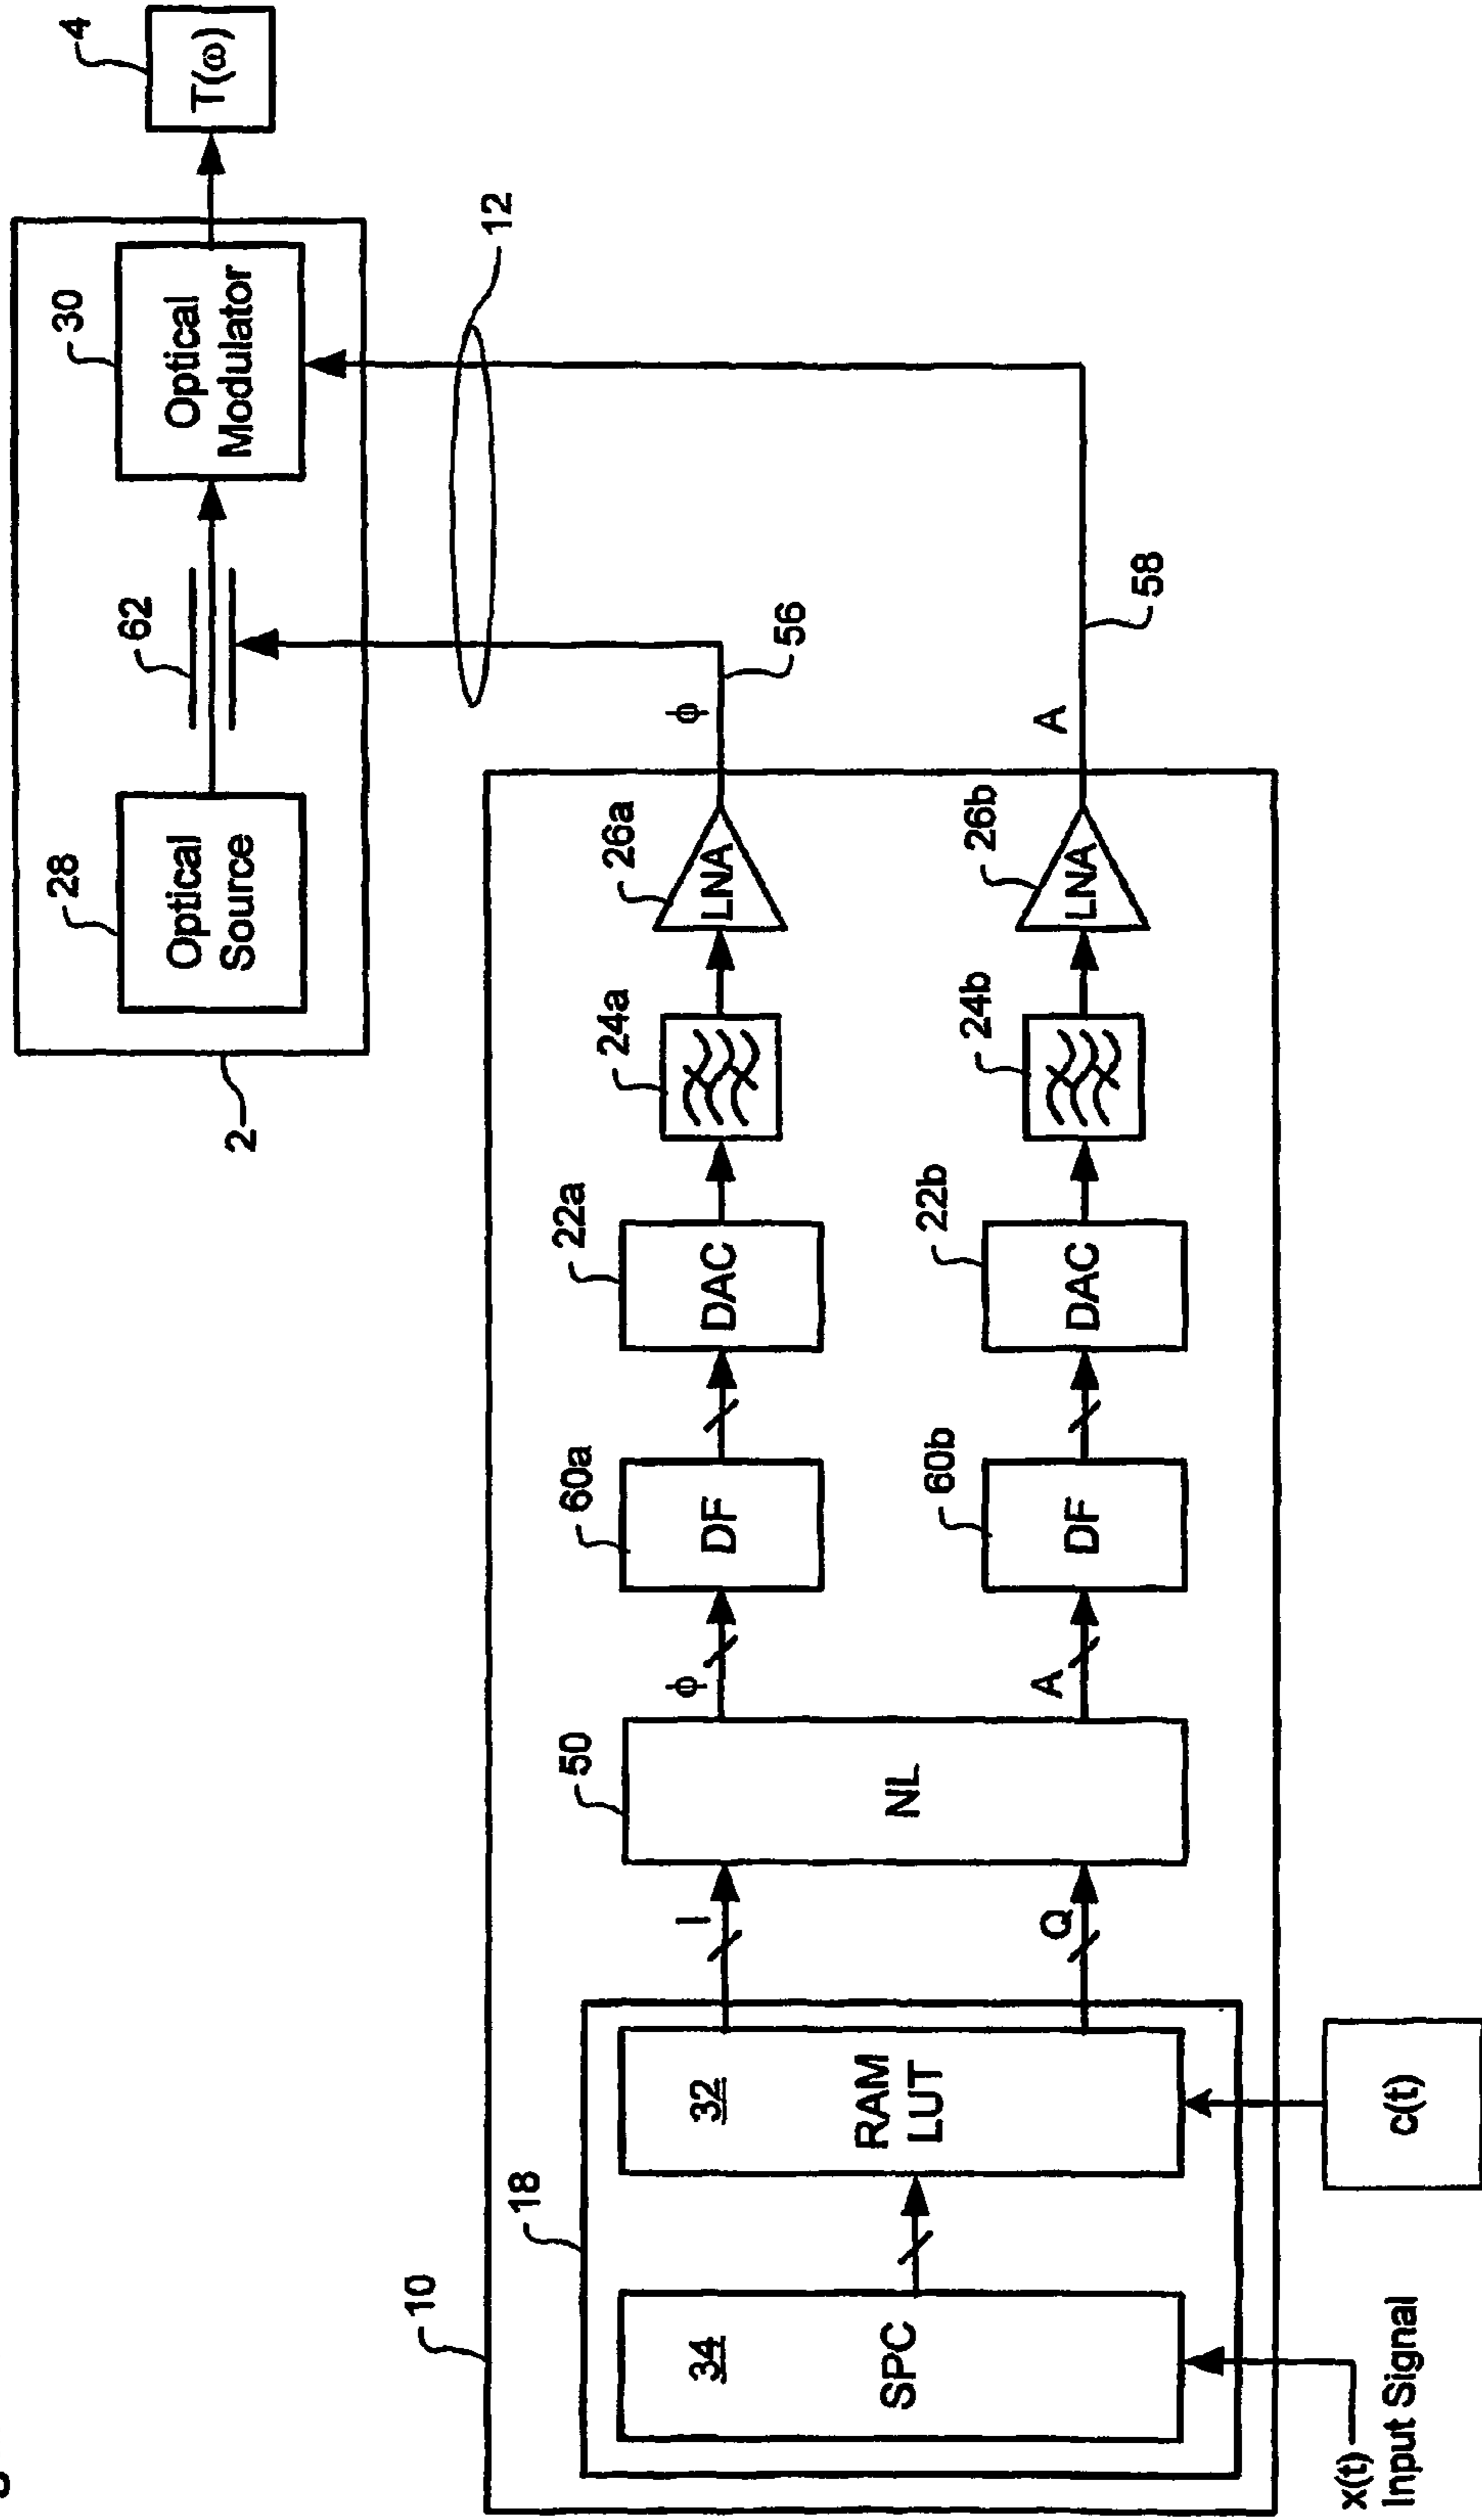 4
T(ω)
30
Optical
Modulator
12
62
56
58
28
Optical
Source
2
ϕ
A
26a
LNA
26b
LNA
24a
24b
22a
DAC
22b
DAC
60a
DF
60b
DF
ϕ
A
50
NL
I
Q
18
32
RAM
LUT
c(t)
10
34
SPC
x(t)
Input Signal